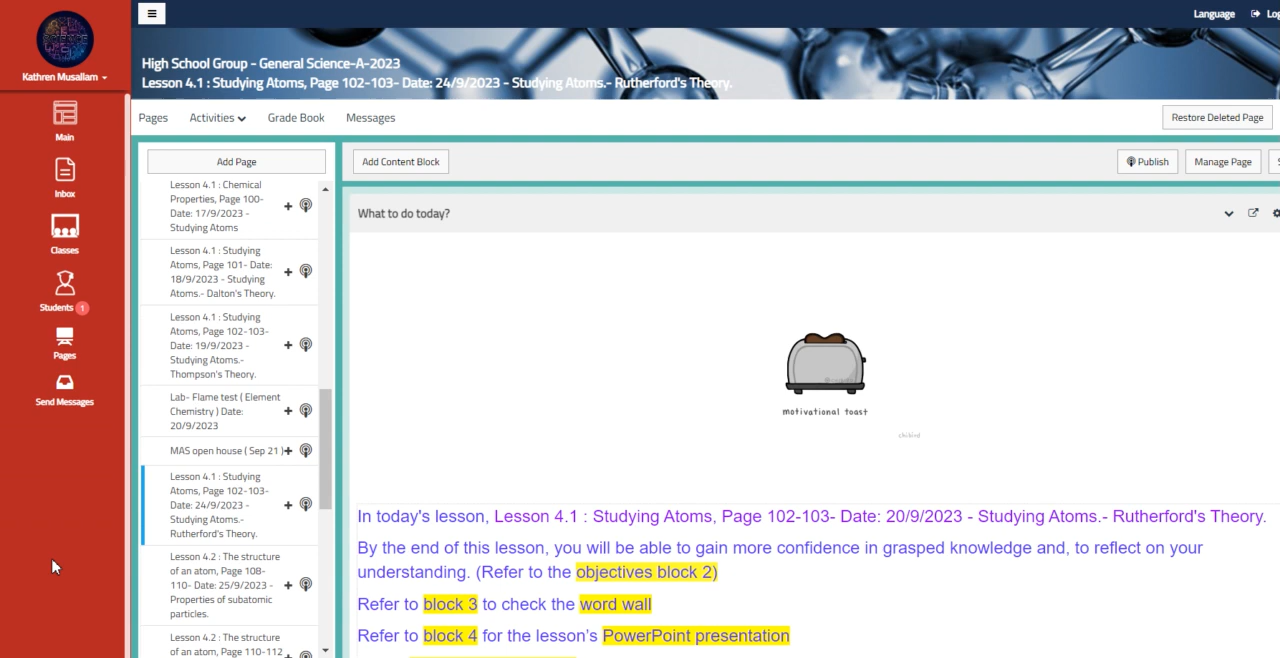 Language
High School Group - General Science-A-2023
Lesson 4.1 : Studying Atoms, Page 102-103- Date: 24/9/2023 - Studying Atoms.- Rutherford's Theory.
Kathren Musallam
Main
Inbox
Classes
Students 1
Pages
Send Messages
Pages Activities Grade Book Messages
Restore Deleted Page
Add Page
Lesson 4.1 : Chemical
Properties, Page 100-
Date: 17/9/2023 -
Studying Atoms
Lesson 4.1 : Studying
Atoms, Page 101- Date:
18/9/2023 - Studying
Atoms.- Dalton's Theory.
Lesson 4.1 : Studying
Atoms, Page 102-103-
Date: 19/9/2023 -
Studying Atoms.-
Thompson's Theory.
Lab- Flame test ( Element
Chemistry ) Date:
20/9/2023
MAS open house ( Sep 21 )
Lesson 4.1 : Studying
Atoms, Page 102-103-
Date: 24/9/2023 -
Studying Atoms.-
Rutherford's Theory.
Lesson 4.2 : The structure
of an atom, Page 108-
110- Date: 25/9/2023 -
Properties of subatomic
particles.
Lesson 4.2 : The structure
of an atom, Page 110-112
Add Content Block
Publish
Manage Page
What to do today?
motivational toast
chibird
In today's lesson, Lesson 4.1 : Studying Atoms, Page 102-103- Date: 20/9/2023 - Studying Atoms.- Rutherford's Theory.
By the end of this lesson, you will be able to gain more confidence in grasped knowledge and, to reflect on your
understanding. (Refer to the objectives block 2)
Refer to block 3 to check the word wall
Refer to block 4 for the lesson's PowerPoint presentation